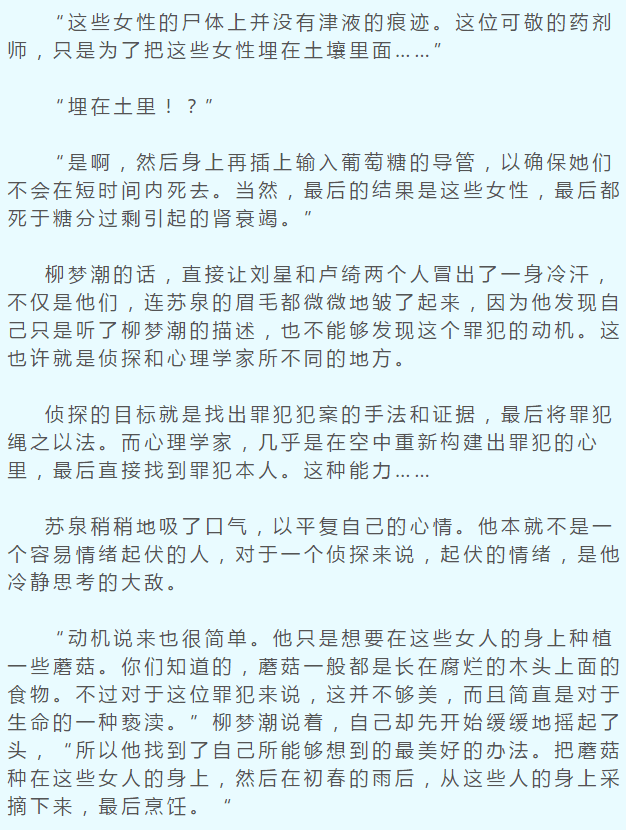 “这些女性的尸体上并没有津液的痕迹。这位可敬的药剂
师，只是为了把这些女性埋在土壤里面……”
“埋在土里！？”
“是啊，然后身上再插上输入葡萄糖的导管，以确保她们
不会在短时间内死去。当然，最后的结果是这些女性，最后都
死于糖分过剩引起的肾衰竭。”
柳梦潮的话，直接让刘星和卢绮两个人冒出了一身冷汗，
不仅是他们，连苏泉的眉毛都微微地皱了起来，因为他发现自
己只是听了柳梦潮的描述，也不能够发现这个罪犯的动机。这
也许就是侦探和心理学家所不同的地方。
侦探的目标就是找出罪犯犯案的手法和证据，最后将罪犯
绳之以法。而心理学家，几乎是在空中重新构建出罪犯的心
里，最后直接找到罪犯本人。这种能力……
苏泉稍稍地吸了口气，以平复自己的心情。他本就不是一
个容易情绪起伏的人，对于一个侦探来说，起伏的情绪，是他
冷静思考的大敌。
“动机说来也很简单。他只是想要在这些女人的身上种植
一些蘑菇。你们知道的，蘑菇一般都是长在腐烂的木头上面的
食物。不过对于这位罪犯来说，这并不够美，而且简直是对于
生命的一种亵渎。”柳梦潮说着，自己却先开始缓缓地摇起了
头，“所以他找到了自己所能够想到的最美好的办法。把蘑菇
种在这些女人的身上，然后在初春的雨后，从这些人的身上采
摘下来，最后烹饪。“